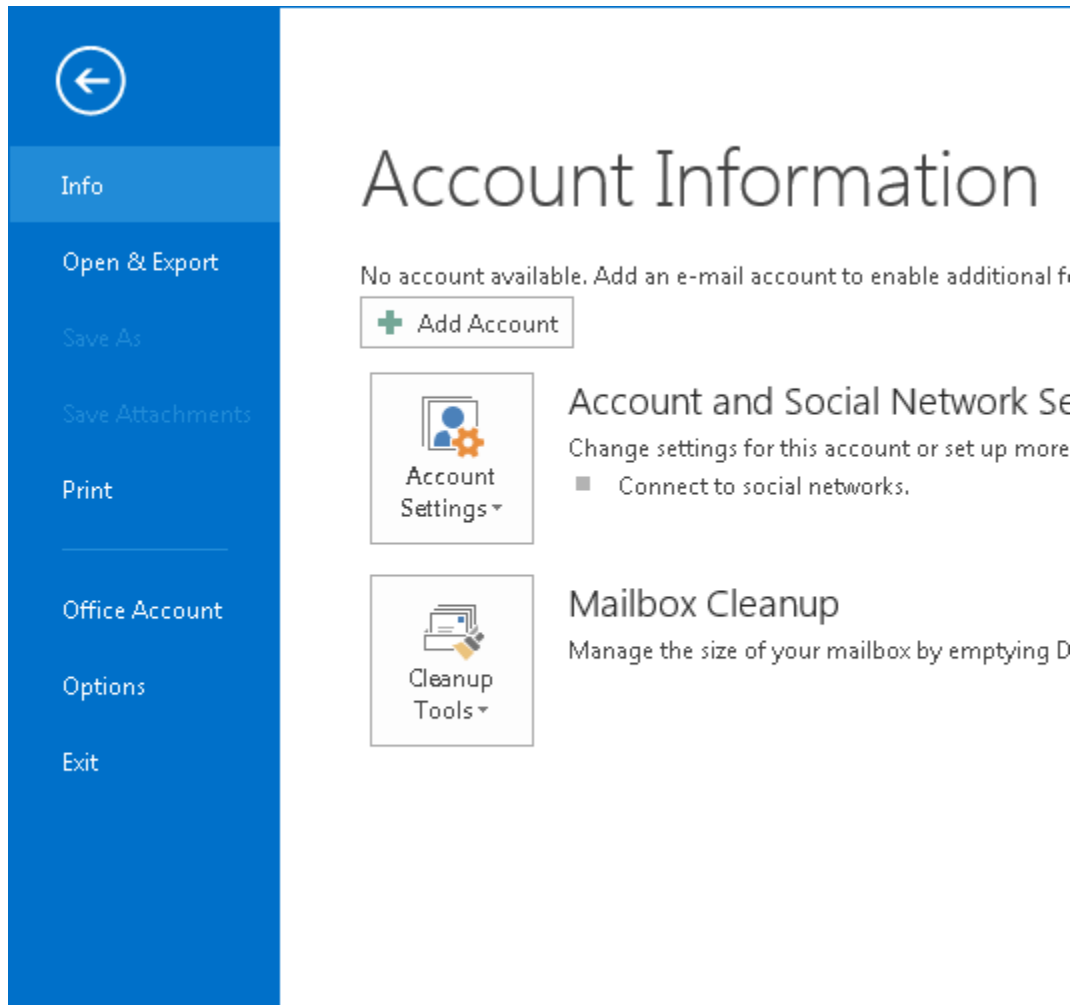 Info
Open & Export
Save As
Save Attachments
Print
Office Account
Options
Exit
Account Information
No account available. Add an e-mail account to enable additional
Add Account
Account
Settings
Account and Social Network
Change settings for this account or set up more
Connect to social networks.
Cleanup
Tools
Mailbox Cleanup
Manage the size of your mailbox by emptying